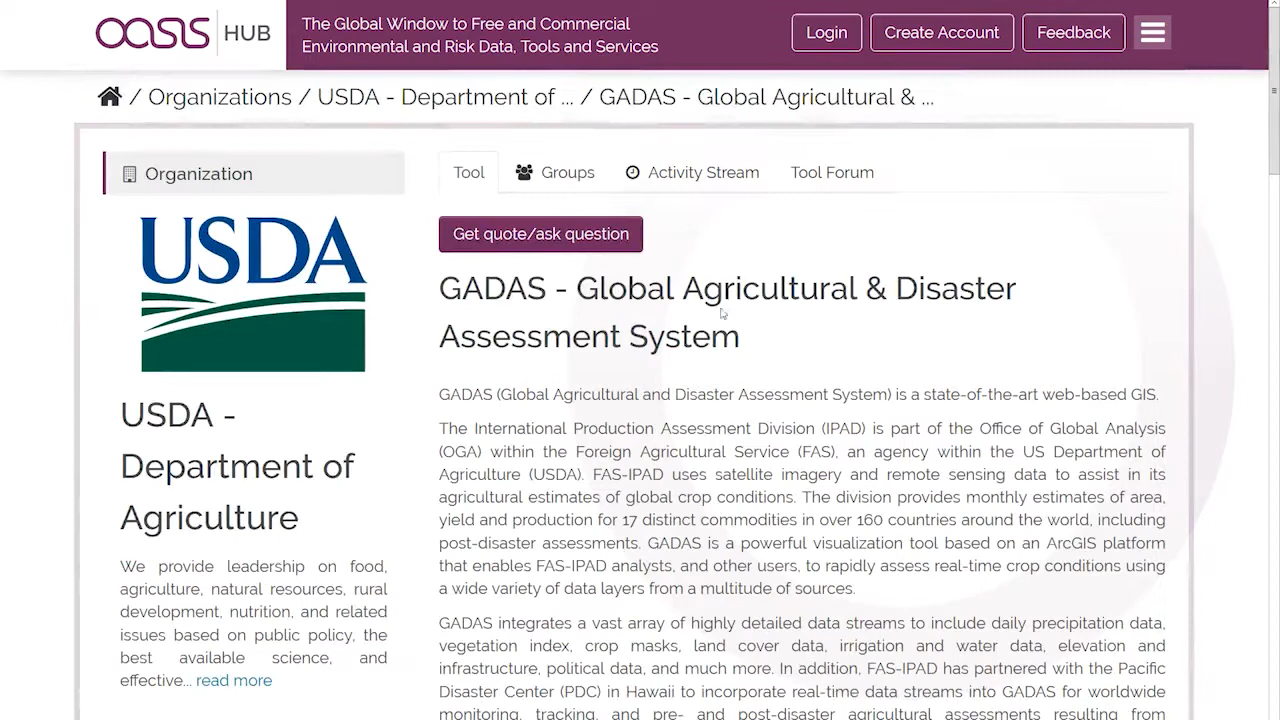 OASIS HUB
The Global Window to Free and Commercial
Environmental and Risk Data, Tools and Services
Login
Create Account
Feedback
/ Organizations / USDA - Department of ... / GADAS - Global Agricultural & ...
Organization
USDA
USDA -
Department of
Agriculture
We provide leadership on food,
agriculture, natural resources, rural
development, nutrition, and related
issues based on public policy, the
best available science, and
effective... read more
Tool
Groups
Activity Stream
Tool Forum
Get quote/ask question
GADAS - Global Agricultural & Disaster
Assessment System
GADAS (Global Agricultural and Disaster Assessment System) is a state-of-the-art web-based GIS.
The International Production Assessment Division (IPAD) is part of the Office of Global Analysis
(OGA) within the Foreign Agricultural Service (FAS), an agency within the US Department of
Agriculture (USDA). FAS-IPAD uses satellite imagery and remote sensing data to assist in its
agricultural estimates of global crop conditions. The division provides monthly estimates of area,
yield and production for 17 distinct commodities in over 160 countries around the world, including
post-disaster assessments. GADAS is a powerful visualization tool based on an ArcGIS platform
that enables FAS-IPAD analysts, and other users, to rapidly assess real-time crop conditions using
a wide variety of data layers from a multitude of sources.
GADAS integrates a vast array of highly detailed data streams to include daily precipitation data,
vegetation index, crop masks, land cover data, irrigation and water data, elevation and
infrastructure, political data, and much more. In addition, FAS-IPAD has partnered with the Pacific
Disaster Center (PDC) in Hawaii to incorporate real-time data streams into GADAS for worldwide
monitoring, tracking, and pre- and post-disaster agricultural assessments resulting from